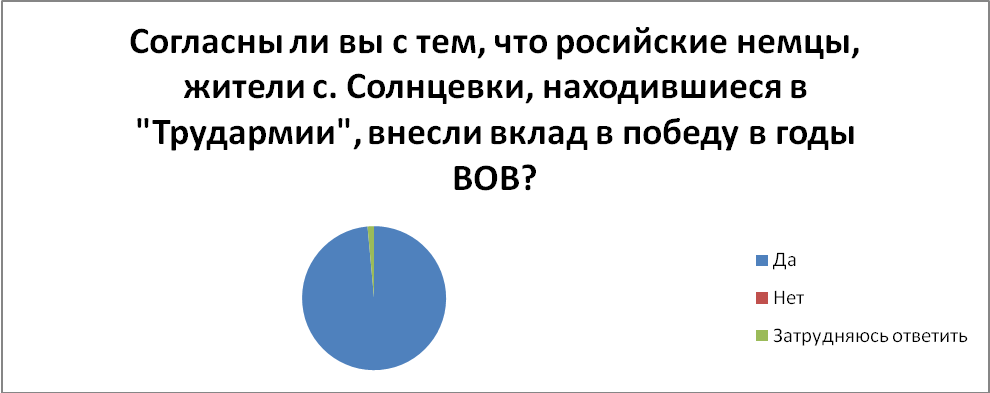 Согласны ли вы с тем, что росийские немцы,
жители с. Солнцевки, находившиеся в
"Трудармии", внесли вклад в победу в годы
ВОВ?
Да
Нет
Затрудняюсь ответить